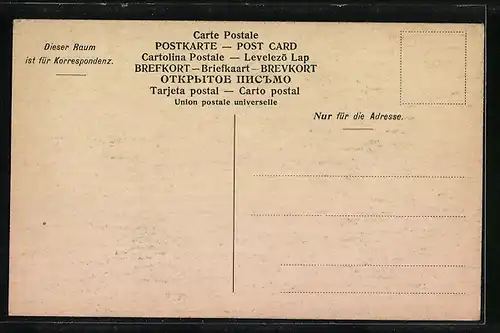 Carte Postale
POSTKARTE — POST CARD
Cartolina Postale — Levelező Lap
BREFKORT — Briefkaart — BREVKORT
ОТКРЫТОЕ ПИСЬМО
Tarjeta postal — Carto postal
Union postale universelle
Dieser Raum
ist für Korrespondenz.
Nur für die Adresse.